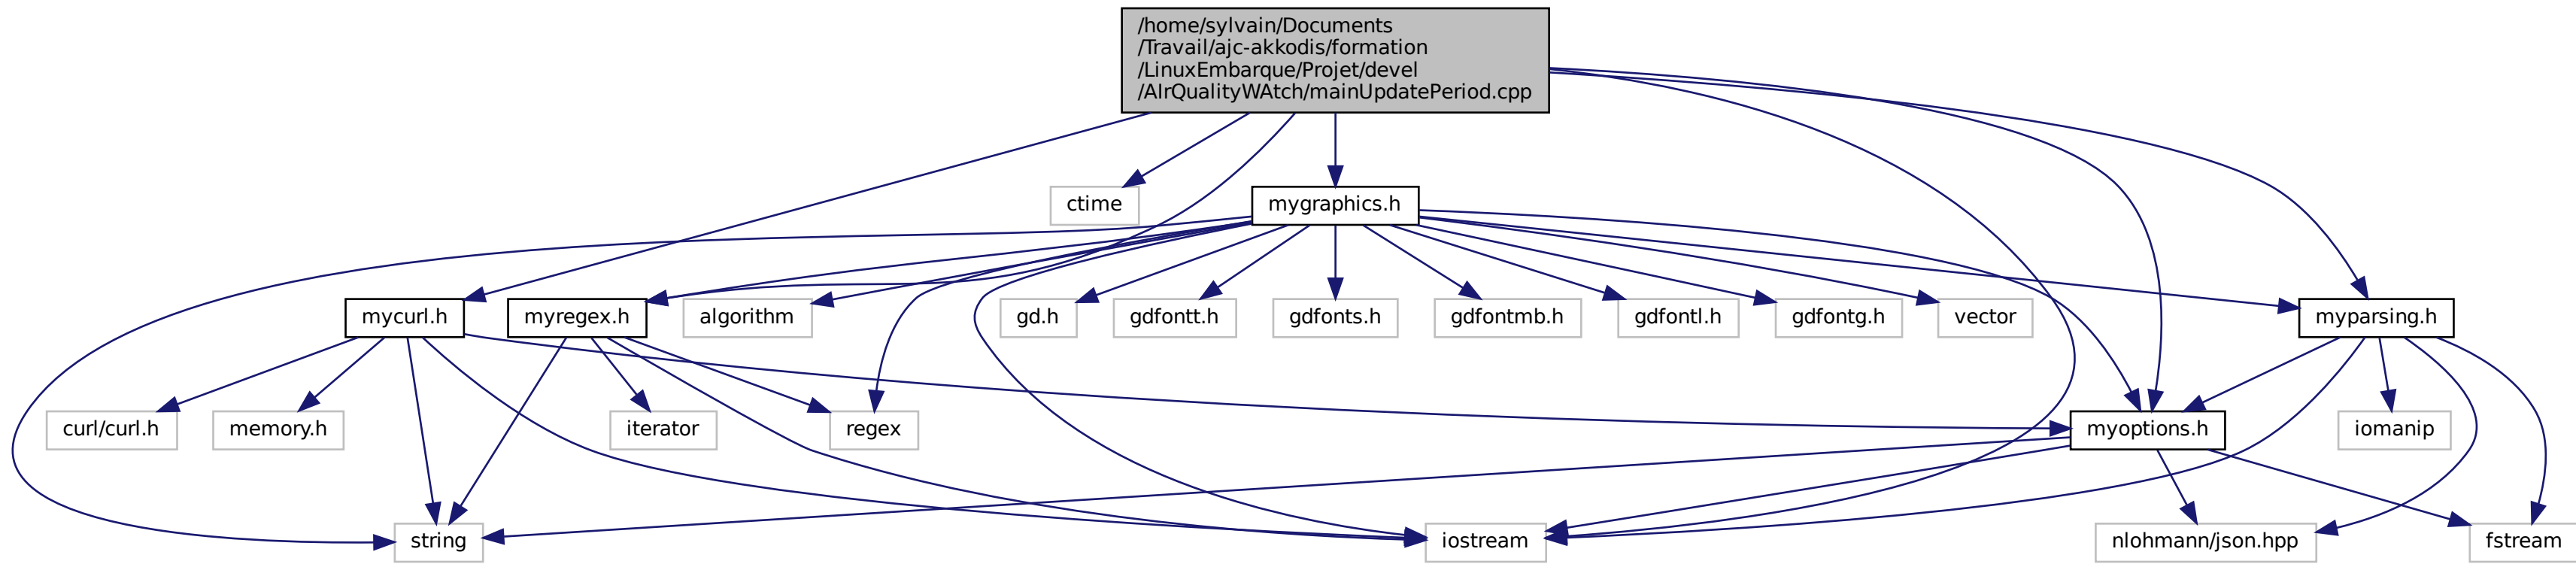 /home/sylvain/Documents
/Travail/ajc-akkodis/formation
/LinuxEmbarque/Projet/devel
/AIrQualityWAtch/mainUpdatePeriod.cpp
ctime
mygraphics.h
mycurl.h
myregex.h
algorithm
gd.h
gdfontt.h
gdfonts.h
gdfontmb.h
gdfontl.h
gdfontg.h
vector
myparsing.h
curl/curl.h
memory.h
iterator
regex
myoptions.h
iomanip
string
iostream
nlohmann/json.hpp
fstream